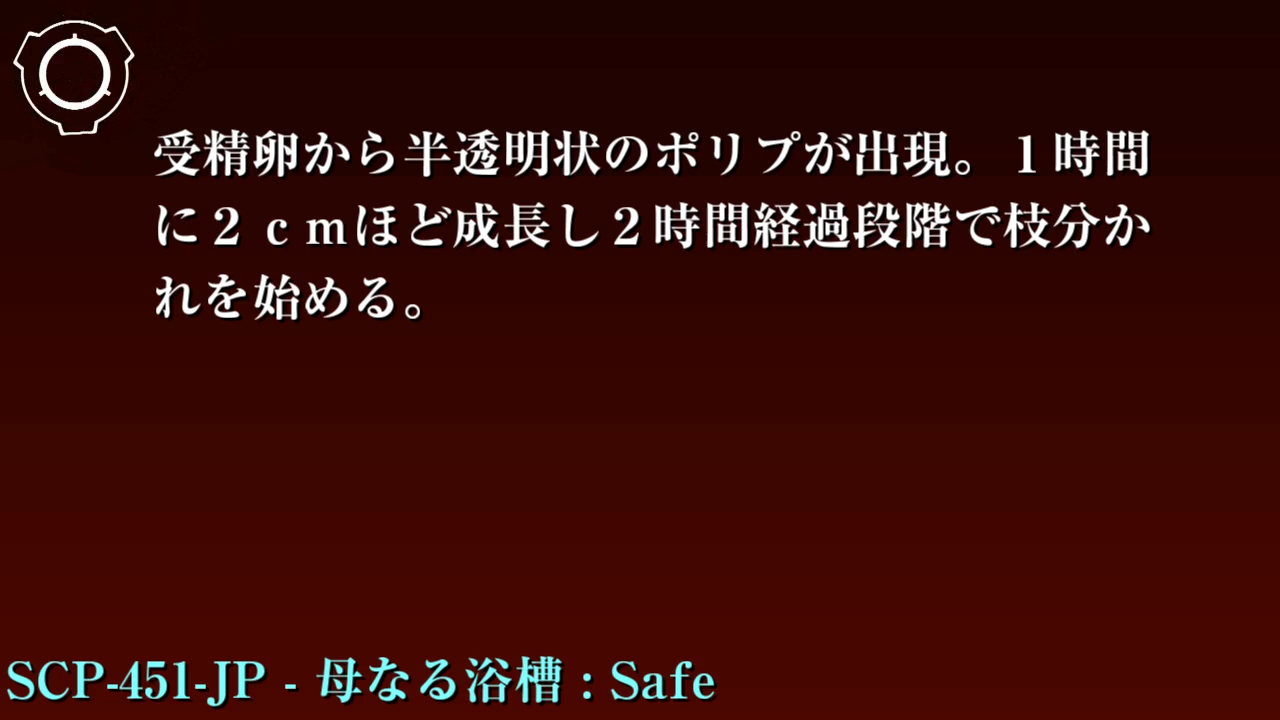 受精卵から半透明状のポリプが出現。１時間
に２ｃｍほど成長し２時間経過段階で枝分か
れを始める。
SCP-451-JP - 母なる浴槽 : Safe